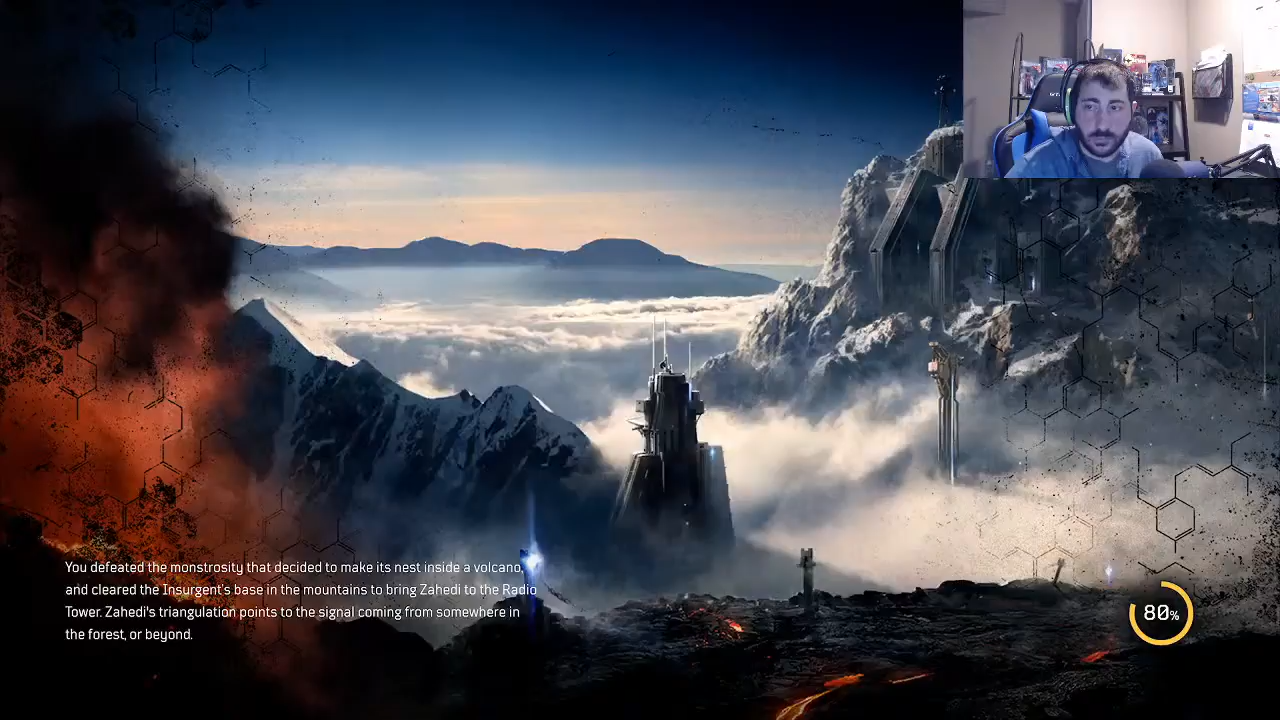 You defeated the monstrosity that decided to make its nest inside a volcano,
and cleared the Insurgent's base in the mountains to bring Zahedi to the Radio
Tower. Zahedi's triangulation points to the signal coming from somewhere in
the forest, or beyond.
80%